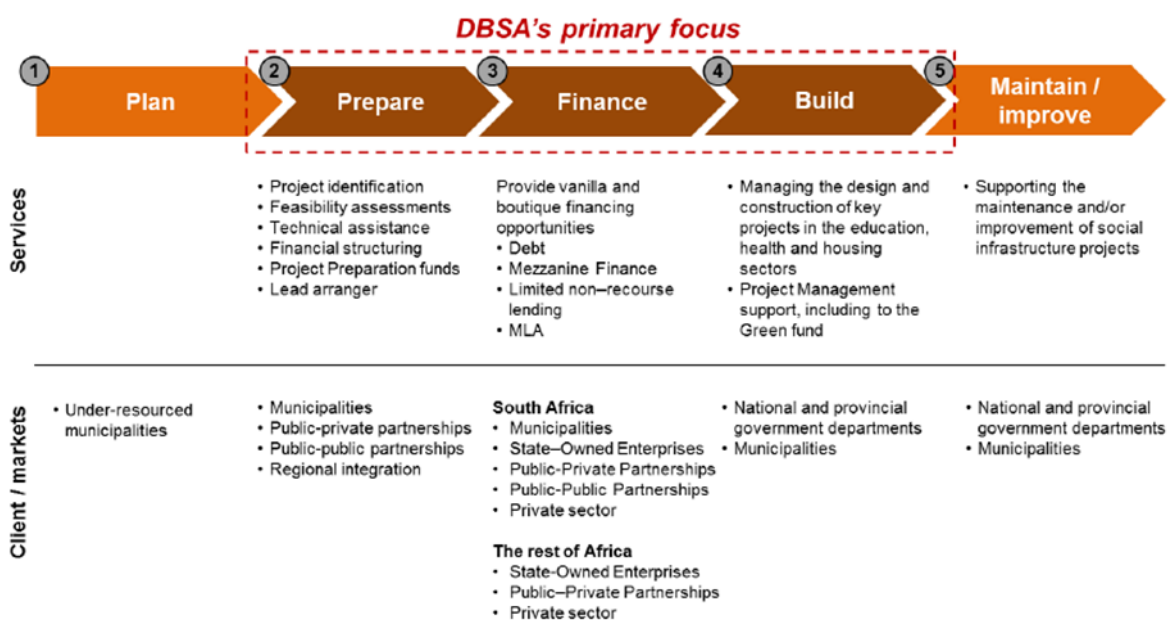 DBSA's primary focus
1
Plan
2
Prepare
3
Finance
4
Build
5
Maintain /
improve
Services
• Project identification
• Feasibility assessments
• Technical assistance
• Financial structuring
• Project Preparation funds
• Lead arranger
Provide vanilla and
boutique financing
opportunities
• Debt
• Mezzanine Finance
• Limited non–recourse
lending
• MLA
• Managing the design and
construction of key
projects in the education,
health and housing
sectors
• Project Management
support, including to the
Green fund
• Supporting the
maintenance and/or
improvement of social
infrastructure projects
Client / markets
• Under-resourced
municipalities
• Municipalities
• Public-private partnerships
• Public-public partnerships
• Regional integration
South Africa
• Municipalities
• State–Owned Enterprises
• Public-Private Partnerships
• Public-Public Partnerships
• Private sector
The rest of Africa
• State-Owned Enterprises
• Public–Private Partnerships
• Private sector
• National and provincial
government departments
• Municipalities
• National and provincial
government departments
• Municipalities